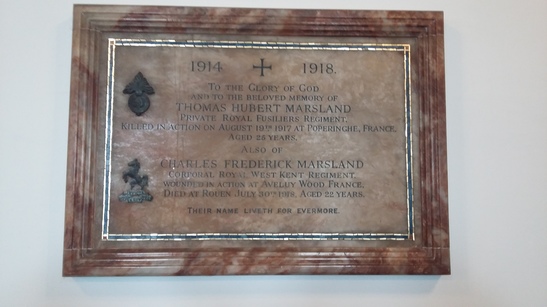 1914 1918.
TO THE GLORY OF GOD
AND TO THE BELOVED MEMORY OF
THOMAS HUBERT MARSLAND
PRIVATE ROYAL FUSILIERS REGIMENT.
KILLED IN ACTION ON AUGUST 19TH 1917 AT POPERINCHE, FRANCE,
AGED 25 YEARS.
ALSO OF
CHARLES FREDERICK MARSLAND
CORPORAL ROYAL WEST KENT REGIMENT.
WOUNDED IN ACTION AT AVELUY WOOD FRANCE.
DIED AT ROUEN JULY 30TH 1918, AGED 22 YEARS.
THEIR NAME LIVETH FOR EVERMORE.